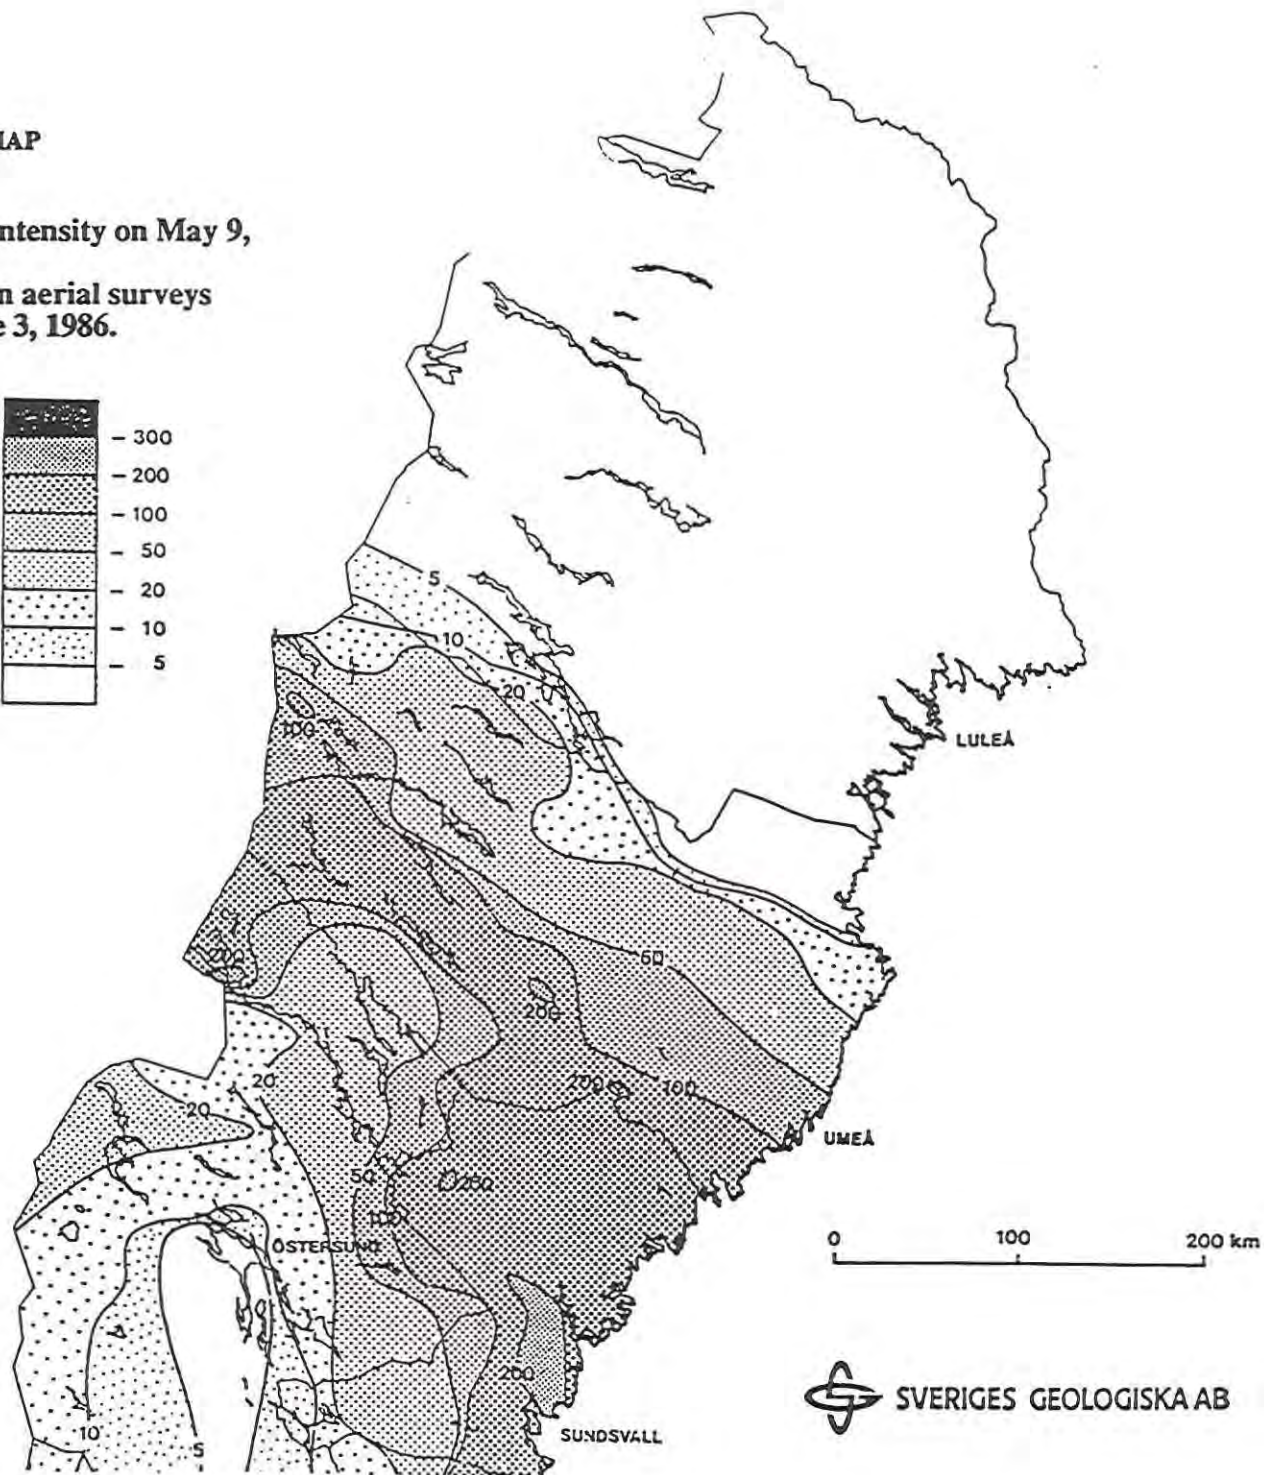 MAP
ntensity on May 9,
n aerial surveys
e 3, 1986.
- 300
- 200
- 100
- 50
- 20
- 10
- 5
5
10
20
100
200
60
200
200
100
20
20
UMEÅ
LULEÅ
50
200
100
ÖSTERSUND
0 100 200 km
200
10
5
SUNDSVALL
SVERIGES GEOLOGISKA AB